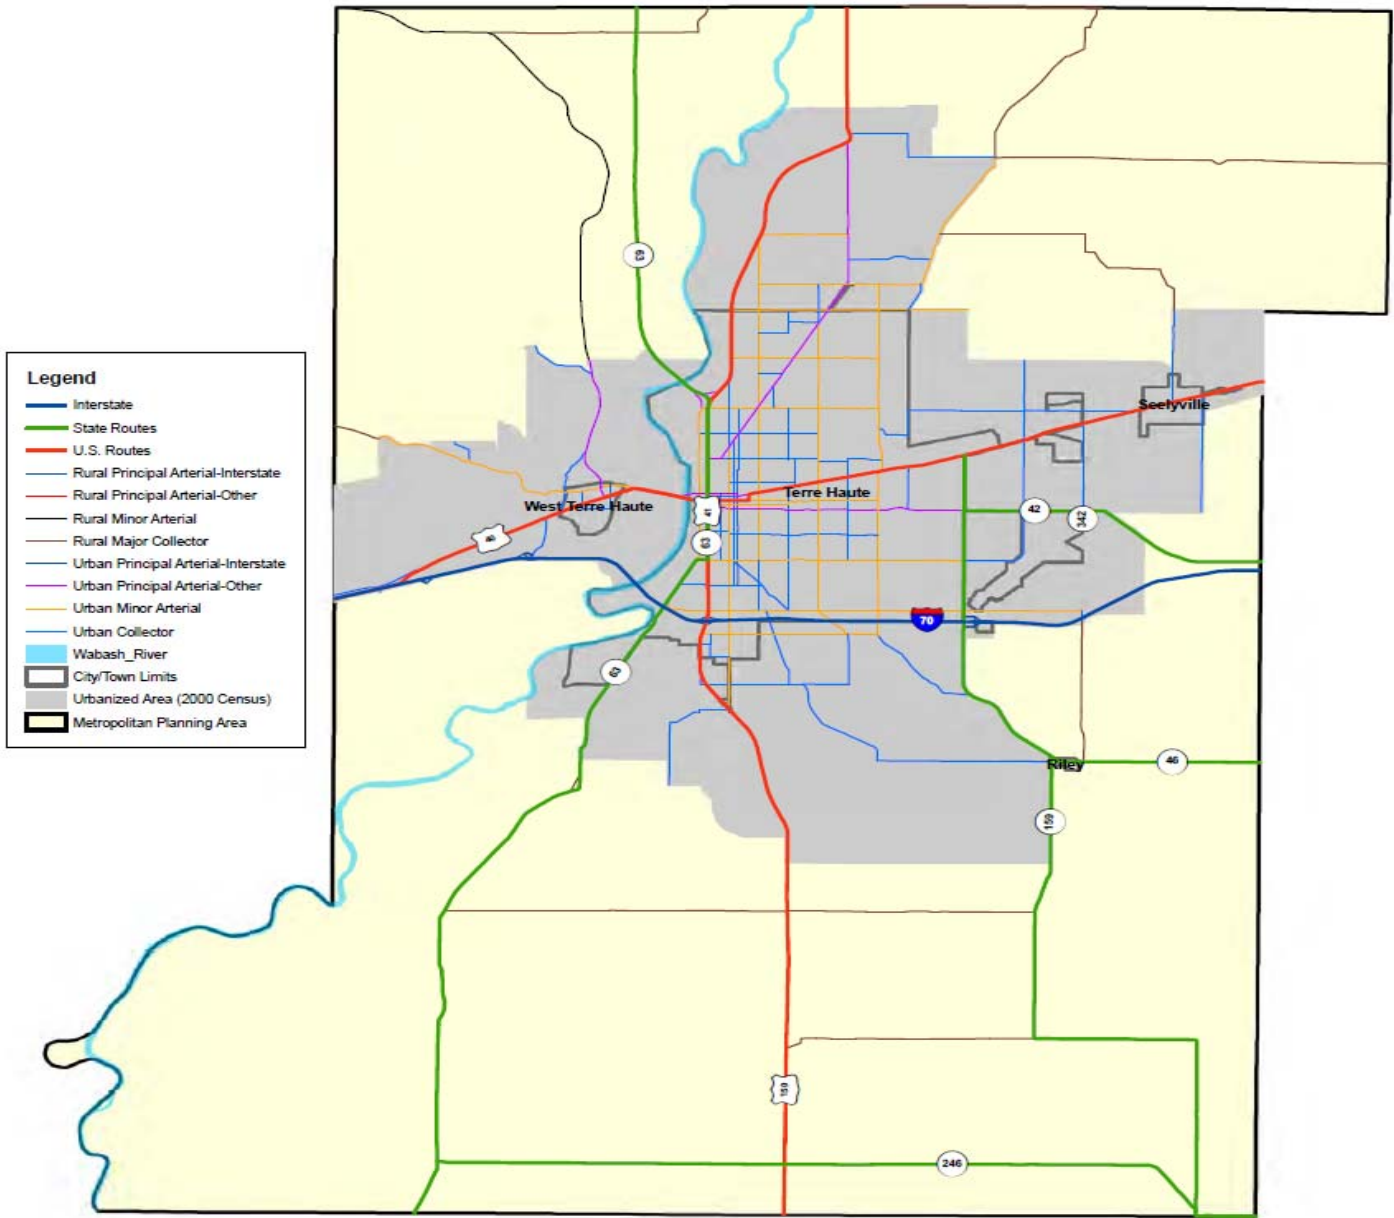 63
Legend
Interstate
State Routes
U.S. Routes
Rural Principal Arterial-Interstate
Rural Principal Arterial-Other
Rural Minor Arterial
Rural Major Collector
Urban Principal Arterial-Interstate
Urban Principal Arterial-Other
Urban Minor Arterial
Urban Collector
Wabash_River
City/Town Limits
Urbanized Area (2000 Census)
Metropolitan Planning Area
Seelyville
Terre Haute
West Terre Haute
41
42
342
63
70
63
Riley
46
159
159
246